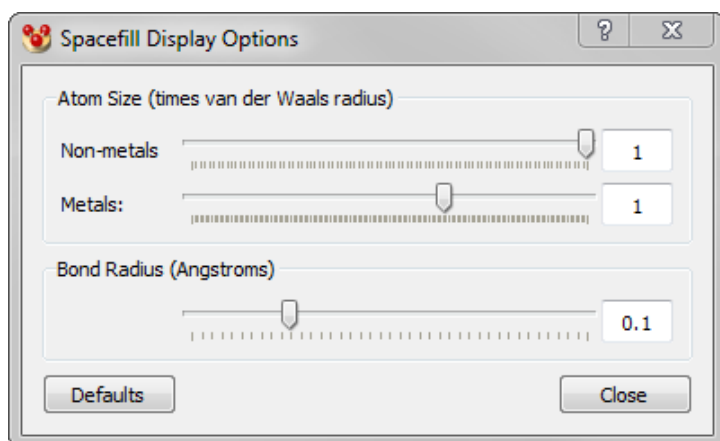 Spacefill Display Options
Atom Size (times van der Waals radius)
Non-metals 1
Metals: 1
Bond Radius (Angstroms)
0.1
Defaults Close